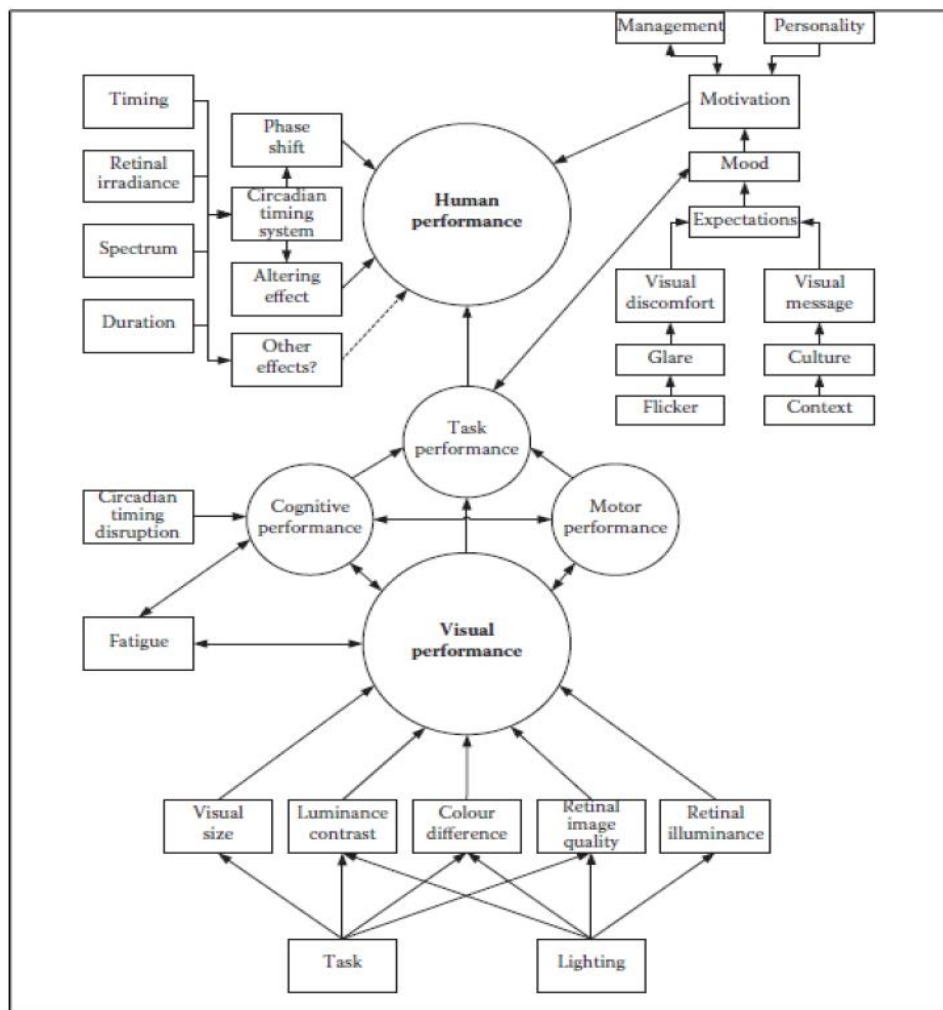 Management
Personality
Timing
Motivation
Phase
shift
Retinal
irradiance
Mood
Human
performance
Circadian
timing
system
Expectations
Spectrum
Altering
effect
Visual
discomfort
Visual
message
Duration
Other
effects?
Glare
Culture
Flicker
Context
Task
performance
Circadian
timing
disruption
Cognitive
performance
Motor
performance
Fatigue
Visual
performance
Visual
size
Luminance
contrast
Colour
difference
Retinal
image
quality
Retinal
illuminance
Task
Lighting